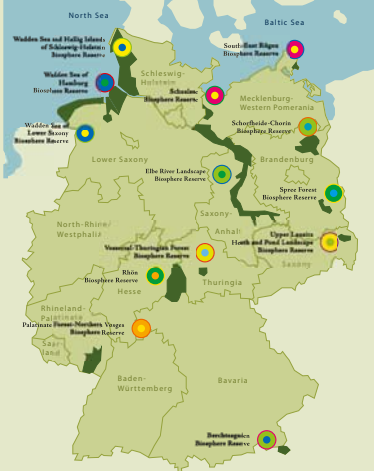 North Sea
Baltic Sea
Wadden Sea and Hallig Islands
of Schleswig-Holstein
Biosphere Reserve
South-East Rügen
Biosphere Reserve
Wadden Sea of
Hamburg
Biosphere Reserve
Schleswig-
Holstein
Schaalsee
Biosphere Reserve
Mecklenburg-
Western Pomerania
Wadden Sea of
Lower Saxony
Biosphere Reserve
Schorfheide-Chorin
Biosphere Reserve
Lower Saxony
Brandenburg
Elbe River Landscape
Biosphere Reserve
Spree Forest
Biosphere Reserve
Saxony-
Anhalt
North-Rhine/
Westphalia
Upper Lusatia
Heath and Pond Landscape
Biosphere Reserve
Vessertal-Thuringian Forest
Biosphere Reserve
Saxony
Rhön
Biosphere Reserve
Hesse
Thuringia
Rhineland-
Palatinate
Palatinate Forest-Northern Vosges
Biosphere Reserve
Saar-
land
Baden-
Württemberg
Bavaria
Berchtesgaden
Biosphere Reserve